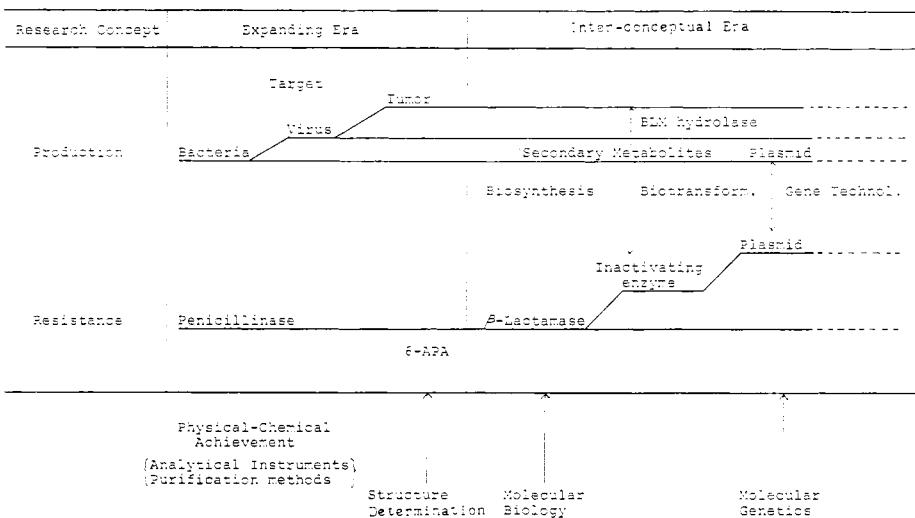 Research Concept Expanding Era Inter-conceptual Era
Target
Tumor
Virus BLM hydrolase
Production Bacteria Secondary Metabolites Plasmid
Biosynthesis Biotransform. Gene Technol.
Plasmid
Inactivating
enzyme
Resistance Penicillinase β-Lactamase
6-APA
Physical-Chemical
Achievement
{Analytical Instruments}
{Purification methods }
Structure Molecular Molecular
Determination Biology Genetics